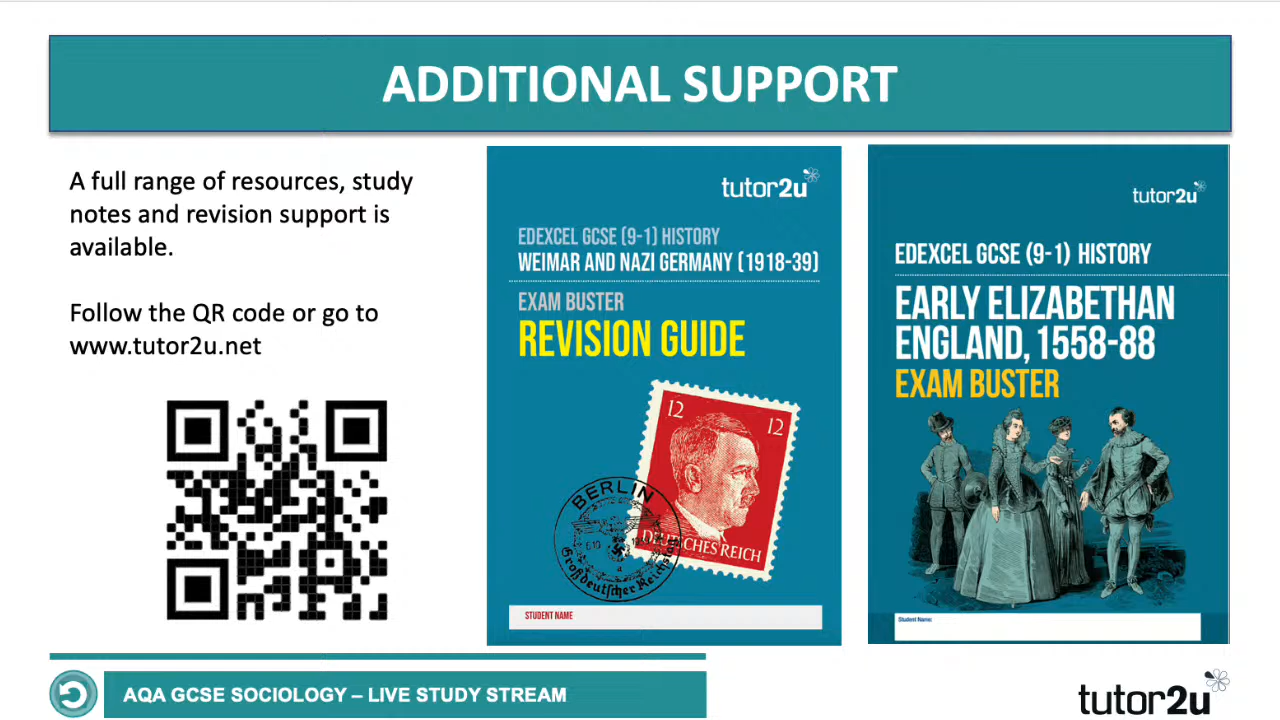 ADDITIONAL SUPPORT
A full range of resources, study
notes and revision support is
available.
Follow the QR code or go to
www.tutor2u.net
tutor2u
EDEXCEL GCSE (9-1) HISTORY
WEIMAR AND NAZI GERMANY (1918-39)
EXAM BUSTER
REVISION GUIDE
12
12
DEUTSCHES REICH
BERLIN
Großdeutscher
STUDENT NAME
tutor2u
EDEXCEL GCSE (9-1) HISTORY
EARLY ELIZABETHAN
ENGLAND, 1558-88
EXAM BUSTER
Student Name:
AQA GCSE SOCIOLOGY – LIVE STUDY STREAM
tutor2u